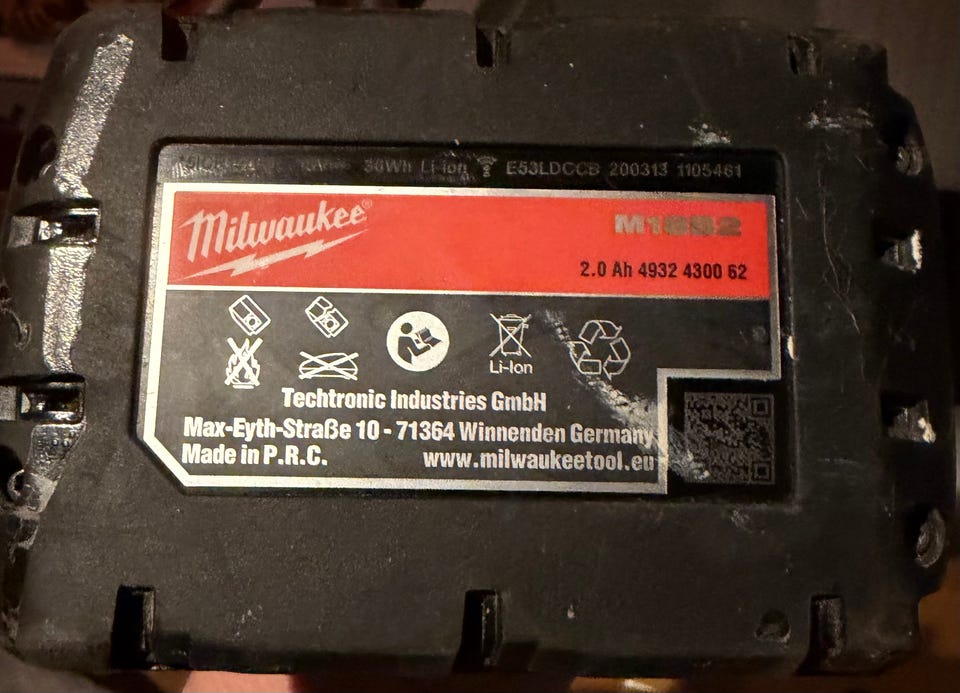 36Wh Li-Ion E53LDCCB 200313 1105461
Milwaukee®
M18B2
2.0 Ah 4932 4300 62
Li-Ion
Techtronic Industries GmbH
Max-Eyth-Straße 10 - 71364 Winnenden Germany
Made in P.R.C.
www.milwaukeetool.eu